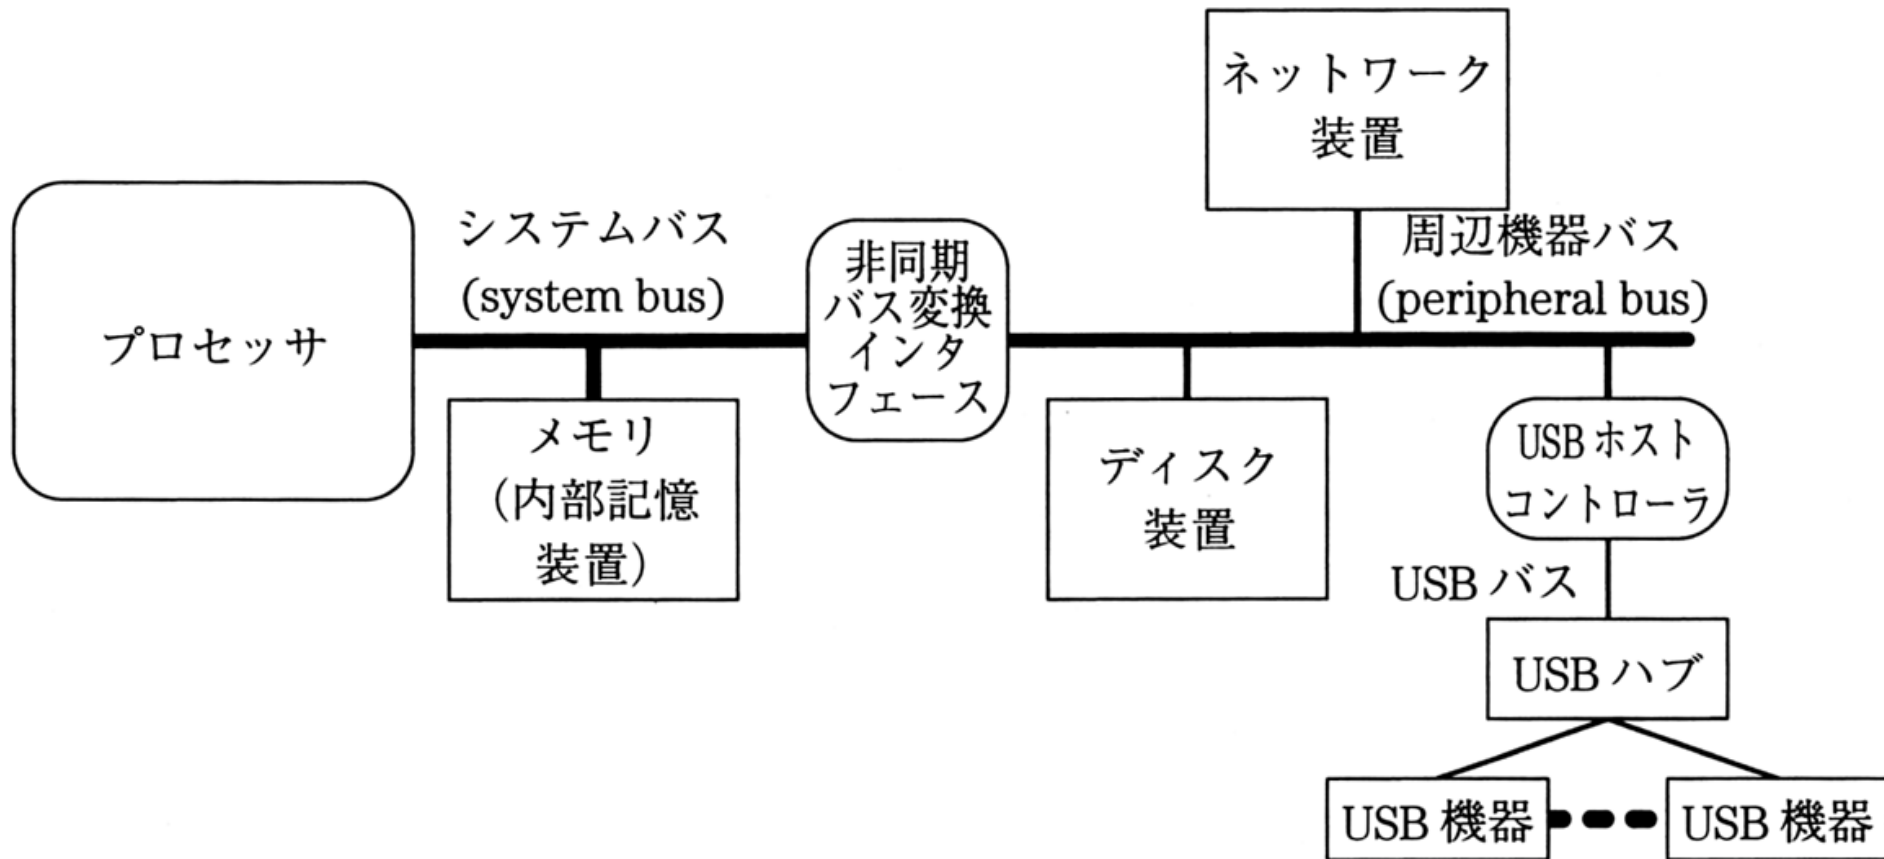 ネットワーク
装置
プロセッサ
システムバス
(system bus)
非同期
バス変換
インタ
フェース
周辺機器バス
(peripheral bus)
メモリ
(内部記憶
装置)
ディスク
装置
USB ホスト
コントローラ
USB バス
USB ハブ
USB 機器
USB 機器